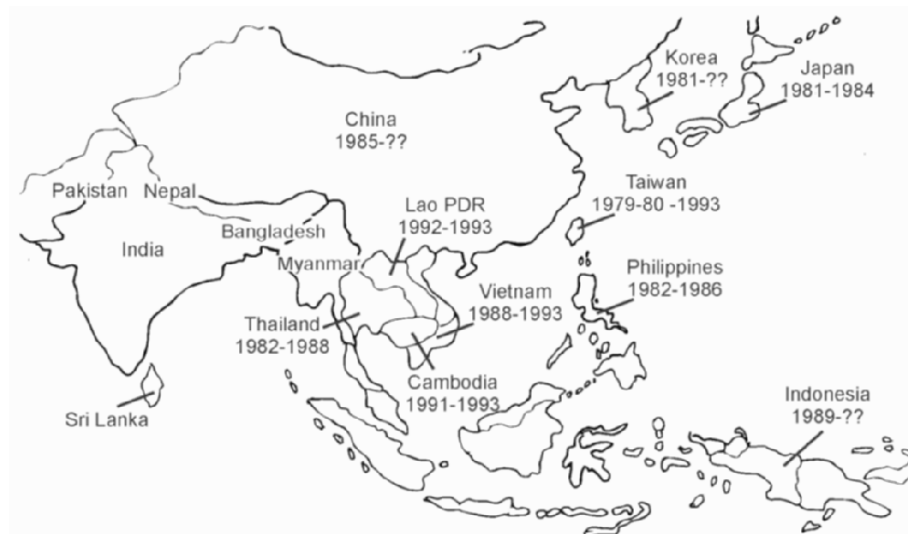 Korea
1981-??
Japan
1981-1984
China
1985-??
Pakistan
Nepal
Taiwan
1979-80 -1993
Lao PDR
1992-1993
Bangladesh
India
Myanmar
Philippines
1982-1986
Vietnam
1988-1993
Thailand
1982-1988
Cambodia
1991-1993
Indonesia
1989-??
Sri Lanka